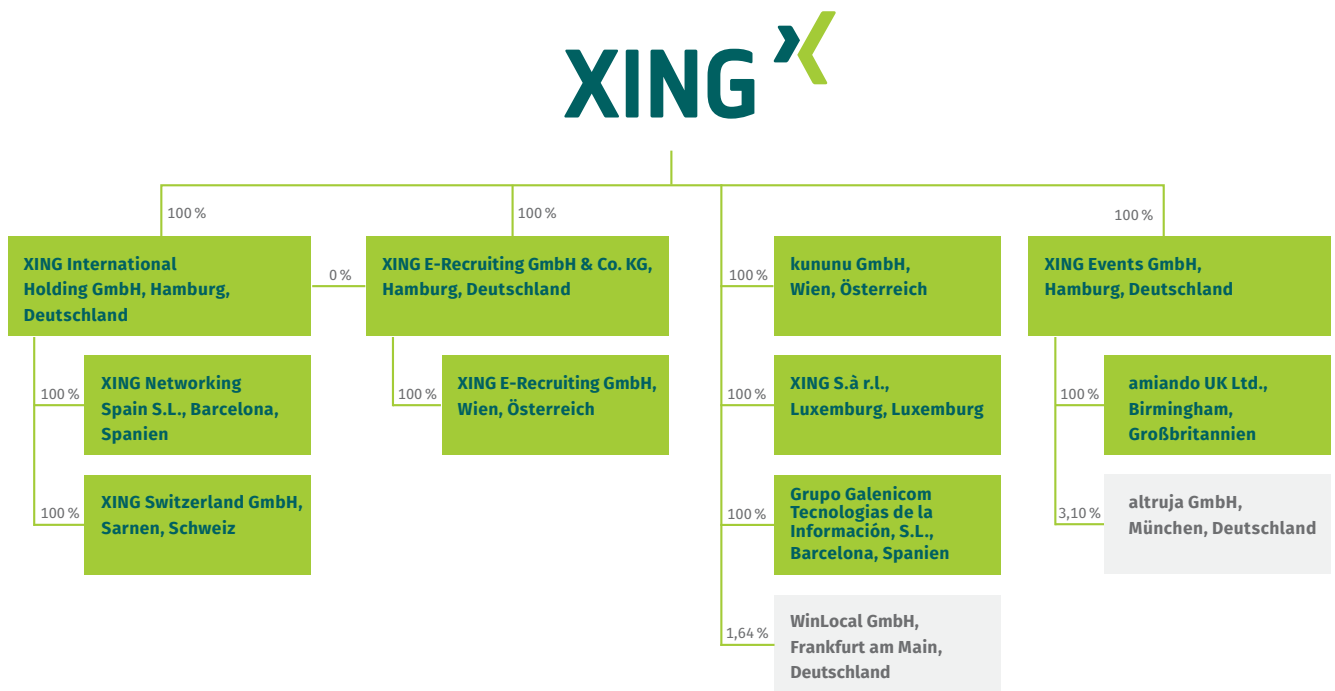 XING
100 %
100 %
100 %
XING International
Holding GmbH, Hamburg,
Deutschland
0 %
XING E-Recruiting GmbH & Co. KG,
Hamburg, Deutschland
100 %
kununu GmbH,
Wien, Österreich
XING Events GmbH,
Hamburg, Deutschland
100 %
XING Networking
Spain S.L., Barcelona,
Spanien
100 %
XING E-Recruiting GmbH,
Wien, Österreich
100 %
XING S.à r.l.,
Luxemburg, Luxemburg
100 %
amiando UK Ltd.,
Birmingham,
Großbritannien
100 %
XING Switzerland GmbH,
Sarnen, Schweiz
100 %
Grupo Galenicom
Tecnologias de la
Información, S.L.,
Barcelona, Spanien
3,10 %
altruja GmbH,
München, Deutschland
1,64 %
WinLocal GmbH,
Frankfurt am Main,
Deutschland